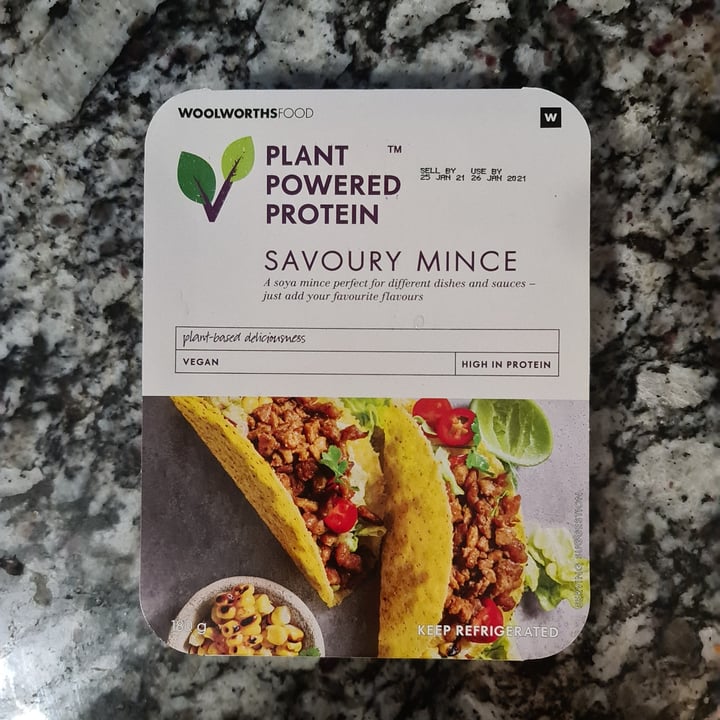 WOOLWORTHSFOOD
W
PLANT ™
POWERED
PROTEIN
SELL BY USE BY
25 JAN 21 26 JAN 2021
SAVOURY MINCE
A soya mince perfect for different dishes and sauces –
just add your favourite flavours
plant-based deliciousness
VEGAN
HIGH IN PROTEIN
SERVING SUGGESTION
g
KEEP REFRIGERATED